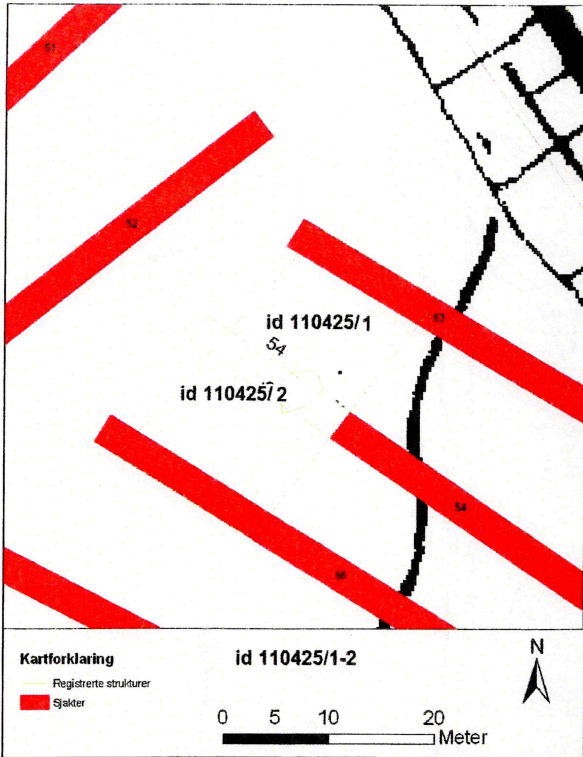 51
52
53
id 110425/1
54
id 110425/2
54
Kartforklaring
Registrerte strukturer
Sjakter
id 110425/1-2
N
0 5 10 20
Meter